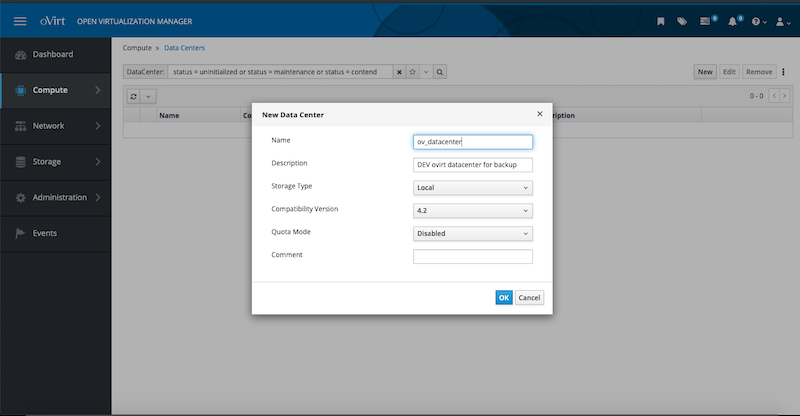 oVirt OPEN VIRTUALIZATION MANAGER
Dashboard
Compute
Network
Storage
Administration
Events
Compute » Data Centers
DataCenter: status = uninitialized or status = maintenance or status = contend
New Edit Remove
0 - 0
Name
New Data Center
Name ov_datacenter
Description DEV ovirt datacenter for backup
Storage Type Local
Compatibility Version 4.2
Quota Mode Disabled
Comment
OK Cancel